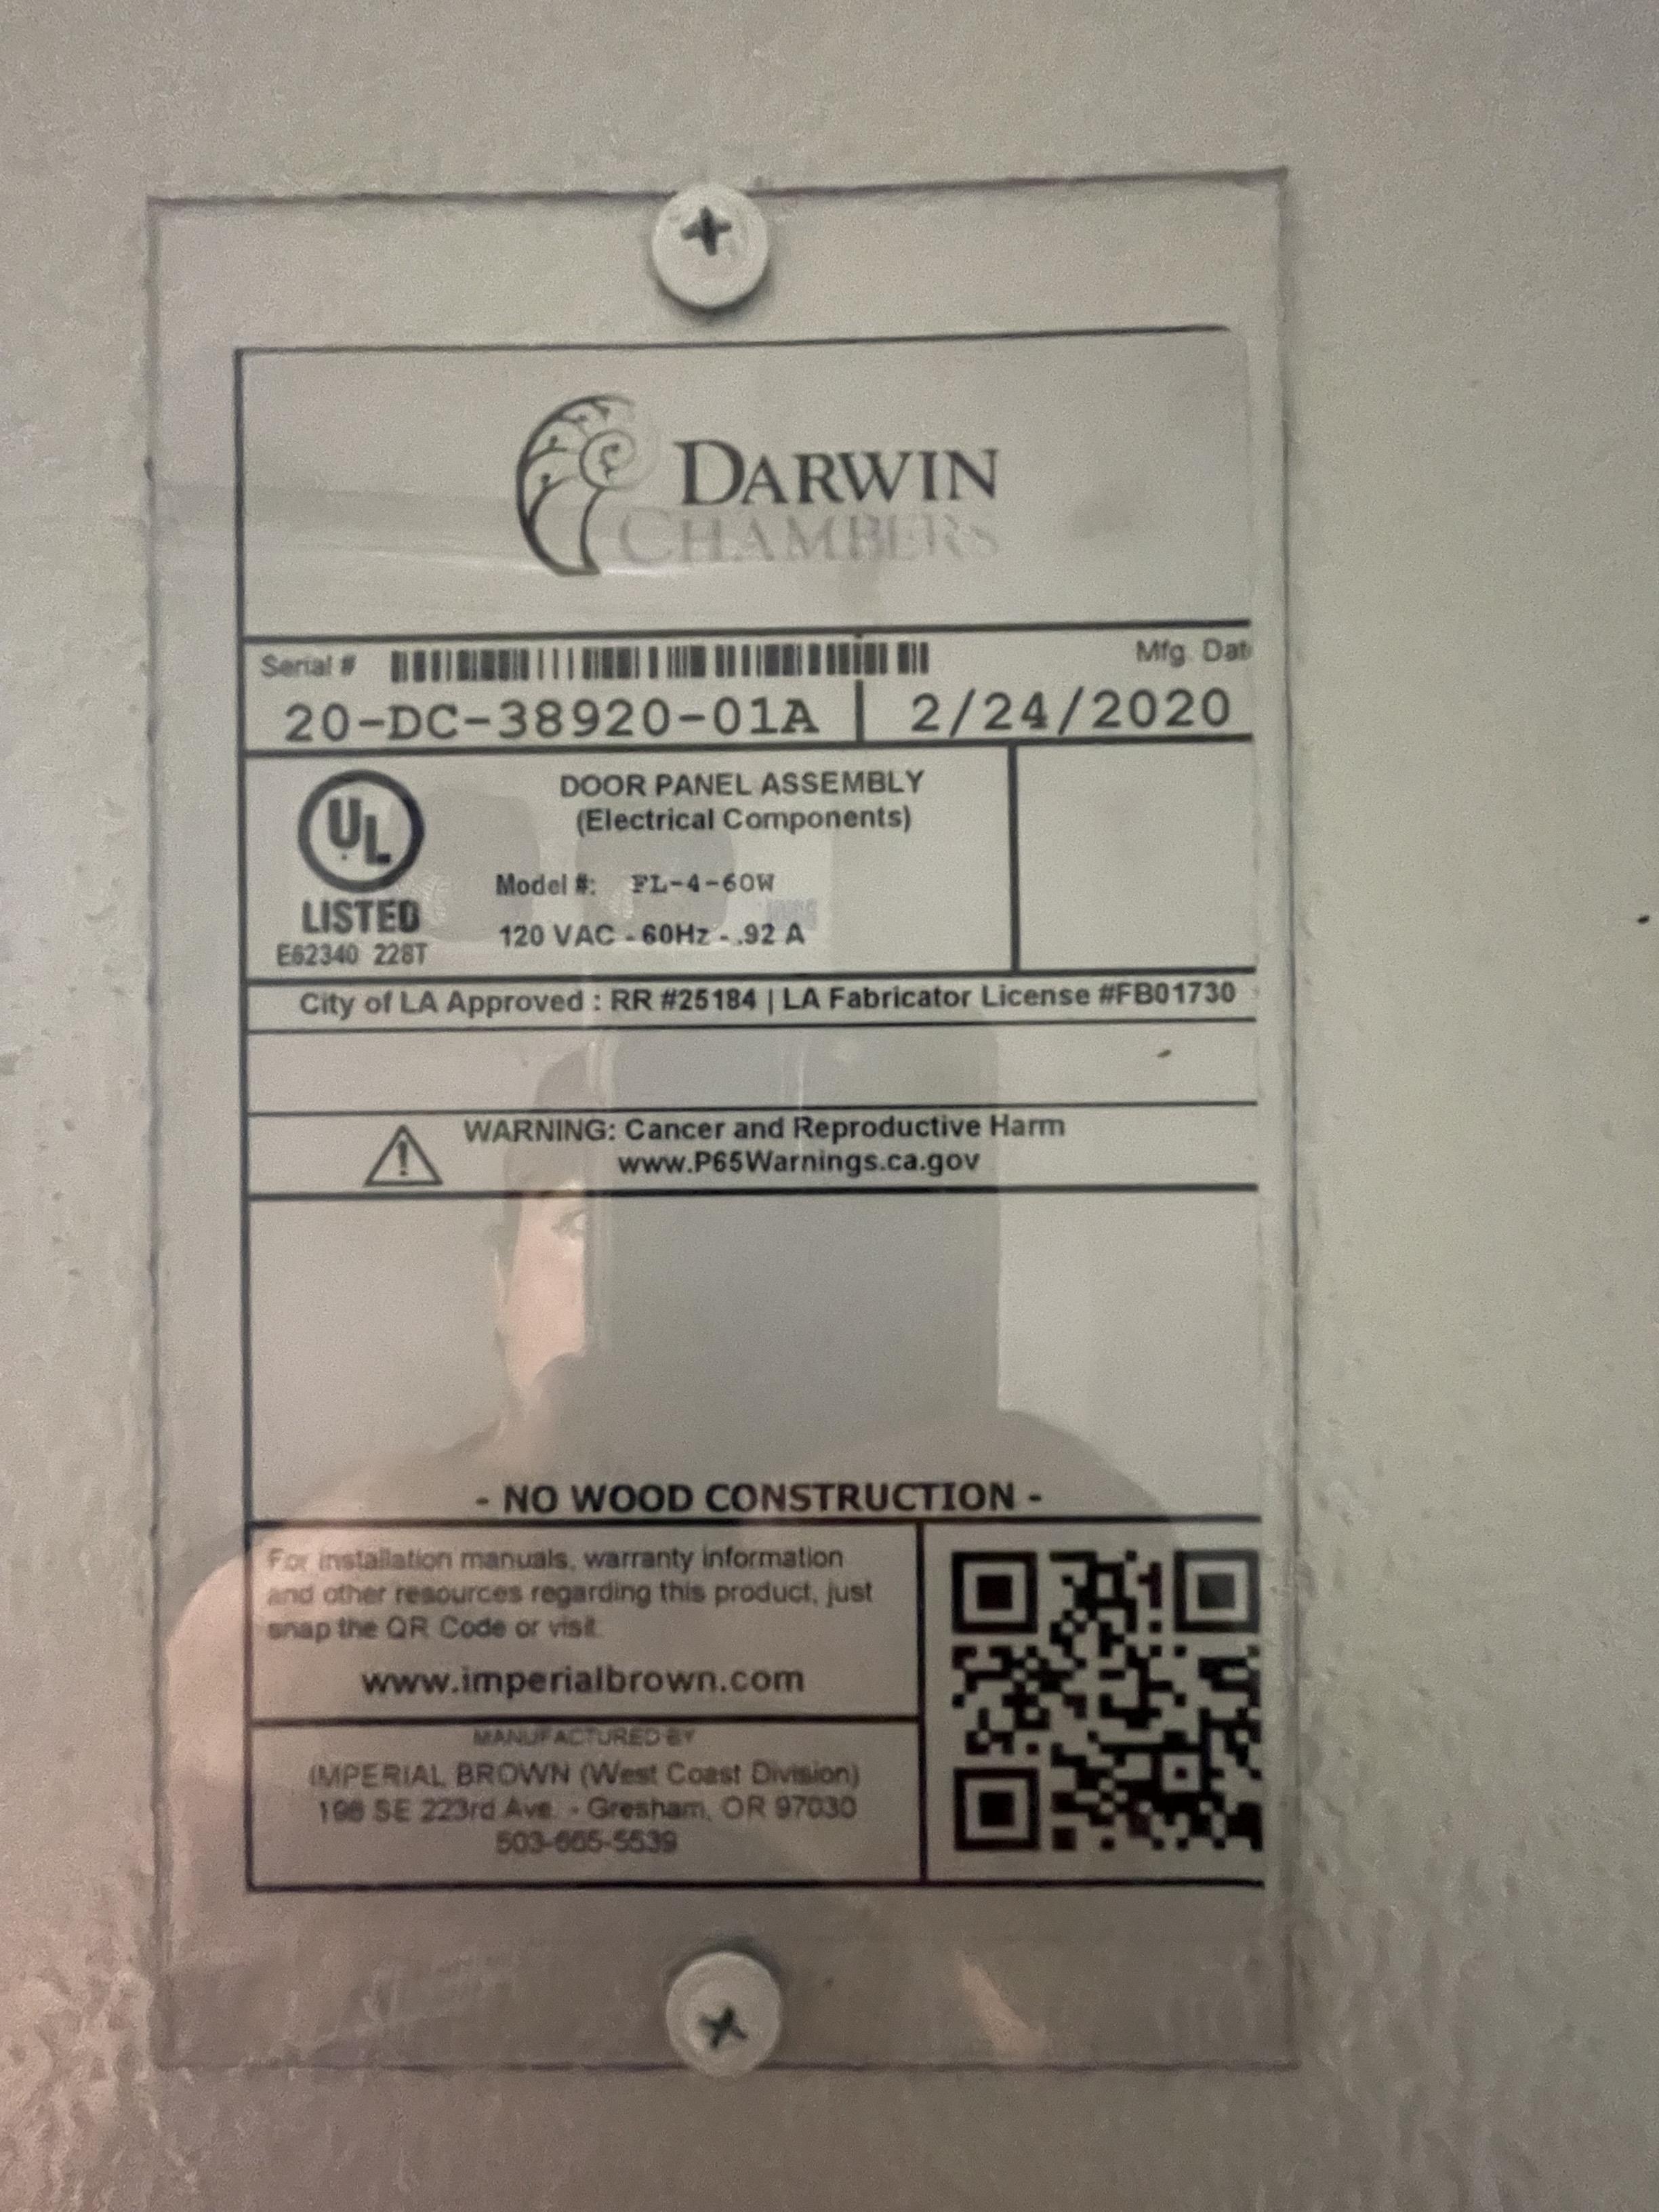 DARWIN
CHAMBERS
Serial #
Mfg. Dat
20-DC-38920-01A
2/24/2020
UL
LISTED
E62340 228T
DOOR PANEL ASSEMBLY
(Electrical Components)
Model #: FL-4-60W
120 VAC - 60Hz - .92 A
City of LA Approved : RR #25184 | LA Fabricator License #FB01730
WARNING: Cancer and Reproductive Harm
www.P65Warnings.ca.gov
- NO WOOD CONSTRUCTION -
For installation manuals, warranty information
and other resources regarding this product, just
snap the QR Code or visit.
www.imperialbrown.com
MANUFACTURED BY
IMPERIAL BROWN (West Coast Division)
198 SE 223rd Ave. - Gresham, OR 97030
503-665-5539